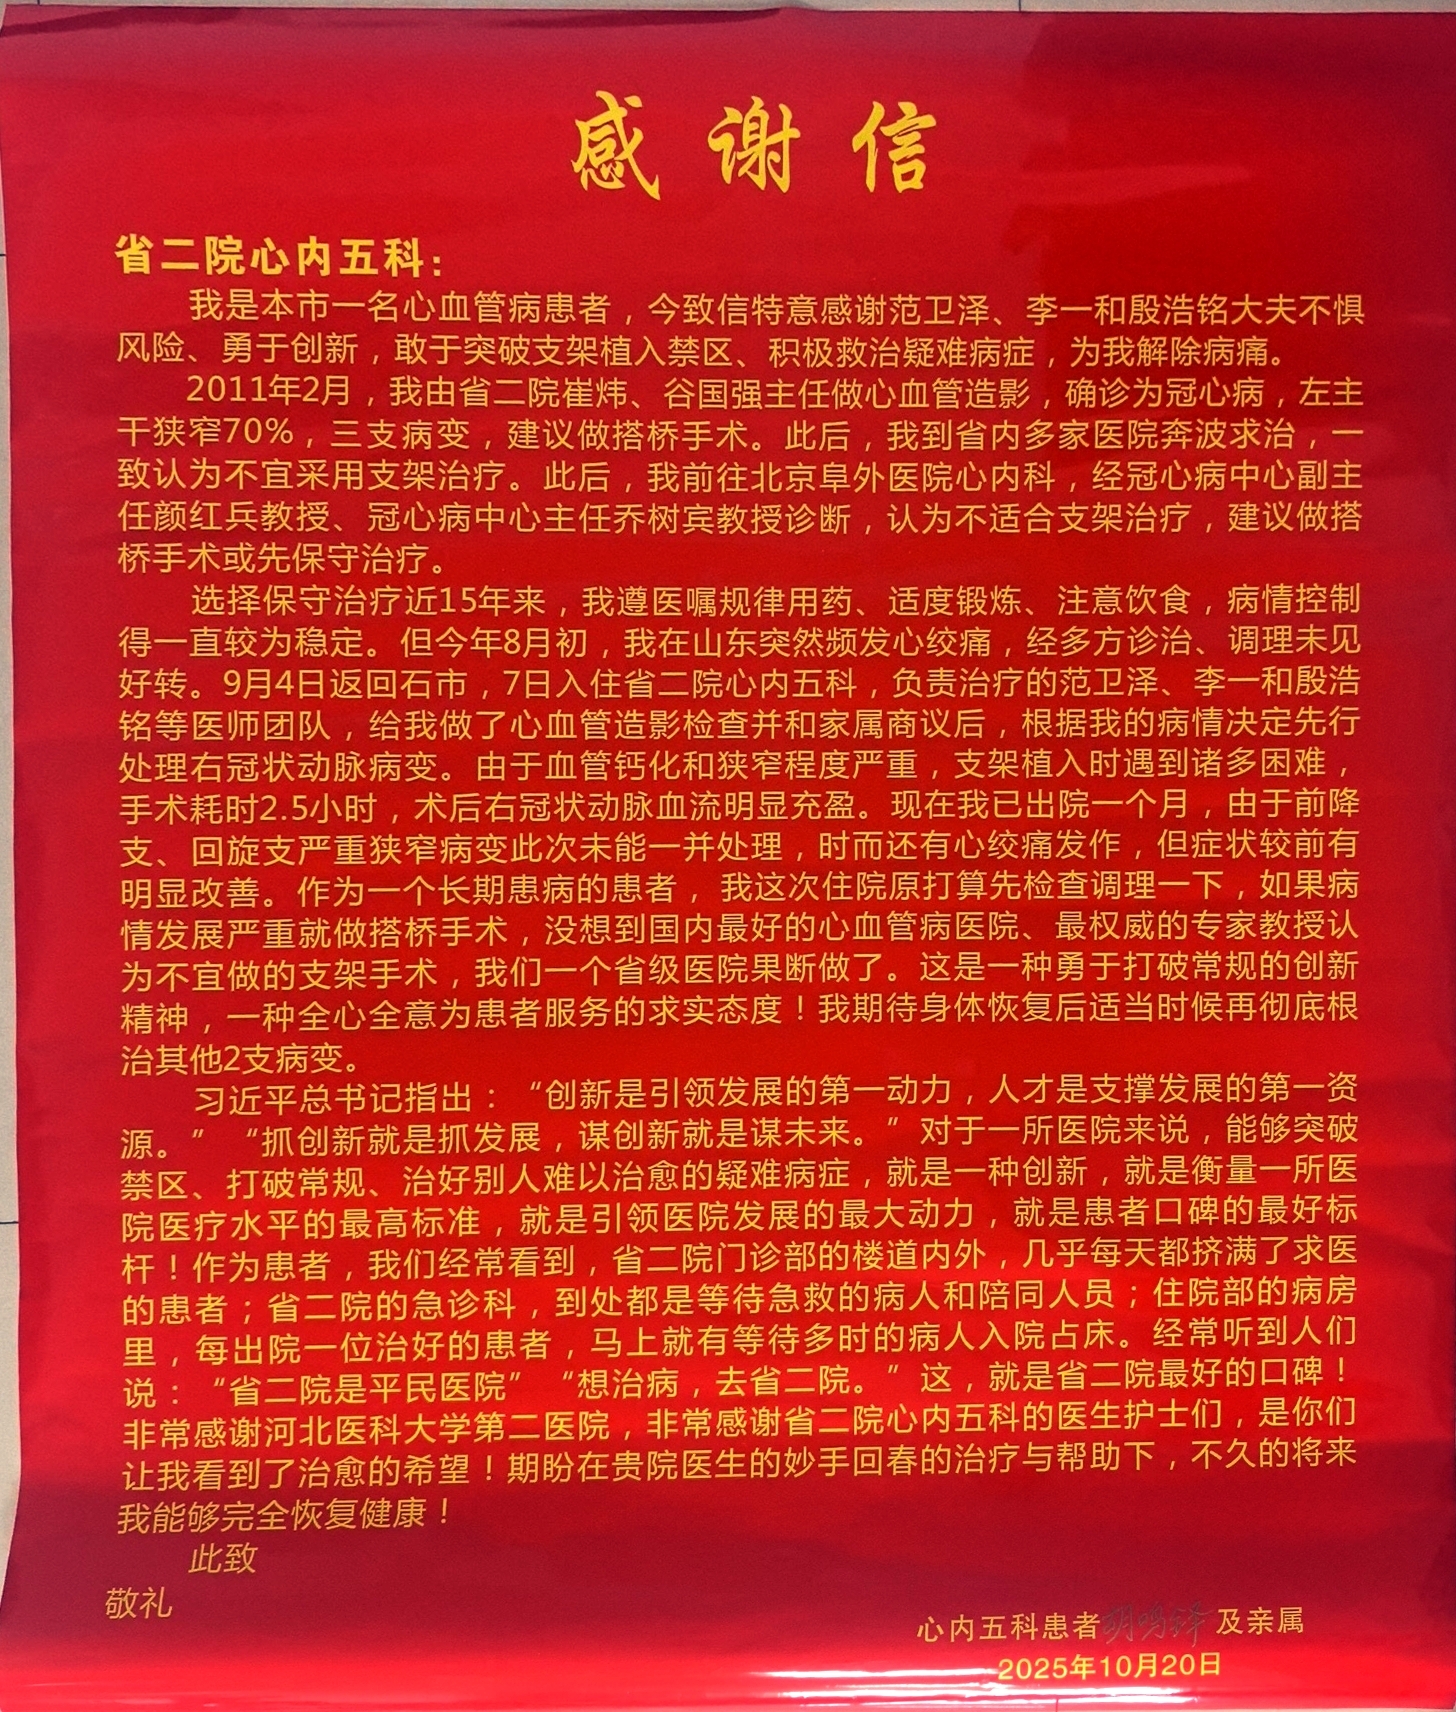 感谢信
省二院心内五科：
我是本市一名心血管病患者，今致信特意感谢范卫泽、李一和殷浩铭大夫不惧
风险、勇于创新，敢于突破支架植入禁区、积极救治疑难病症，为我解除病痛。
2011年2月，我由省二院崔炜、谷国强主任做心血管造影，确诊为冠心病，左主
干狭窄70%，三支病变，建议做搭桥手术。此后，我到省内多家医院奔波求治，一
致认为不宜采用支架治疗。此后，我前往北京阜外医院心内科，经冠心病中心副主
任颜红兵教授、冠心病中心主任乔树宾教授诊断，认为不适合支架治疗，建议做搭
桥手术或先保守治疗。
选择保守治疗近15年来，我遵医嘱规律用药、适度锻炼、注意饮食，病情控制
得一直较为稳定。但今年8月初，我在山东突然频发心绞痛，经多方诊治、调理未见
好转。9月4日返回石市，7日入住省二院心内五科，负责治疗的范卫泽、李一和殷浩
铭等医师团队，给我做了心血管造影检查并和家属商议后，根据我的病情决定先行
处理右冠状动脉病变。由于血管钙化和狭窄程度严重，支架植入时遇到诸多困难，
手术耗时2.5小时，术后右冠状动脉血流明显充盈。现在我已出院一个月，由于前降
支、回旋支严重狭窄病变此次未能一并处理，时而还有心绞痛发作，但症状较前有
明显改善。作为一个长期患病的患者， 我这次住院原打算先检查调理一下，如果病
情发展严重就做搭桥手术，没想到国内最好的心血管病医院、最权威的专家教授认
为不宜做的支架手术，我们一个省级医院果断做了。这是一种勇于打破常规的创新
精神，一种全心全意为患者服务的求实态度！我期待身体恢复后适当时候再彻底根
治其他2支病变。
习近平总书记指出：“创新是引领发展的第一动力，人才是支撑发展的第一资
源。”“抓创新就是抓发展，谋创新就是谋未来。”对于一所医院来说，能够突破
禁区、打破常规、治好别人难以治愈的疑难病症，就是一种创新，就是衡量一所医
院医疗水平的最高标准，就是引领医院发展的最大动力，就是患者口碑的最好标
杆！作为患者，我们经常看到，省二院门诊部的楼道内外，几乎每天都挤满了求医
的患者；省二院的急诊科，到处都是等待急救的病人和陪同人员；住院部的病房
里，每出院一位治好的患者，马上就有等待多时的病人入院占床。经常听到人们
说：“省二院是平民医院”“想治病，去省二院。”这，就是省二院最好的口碑！
非常感谢河北医科大学第二医院，非常感谢省二院心内五科的医生护士们，是你们
让我看到了治愈的希望！期盼在贵院医生的妙手回春的治疗与帮助下，不久的将来
我能够完全恢复健康！
此致
敬礼
心内五科患者胡鸣锋及亲属
2025年10月20日